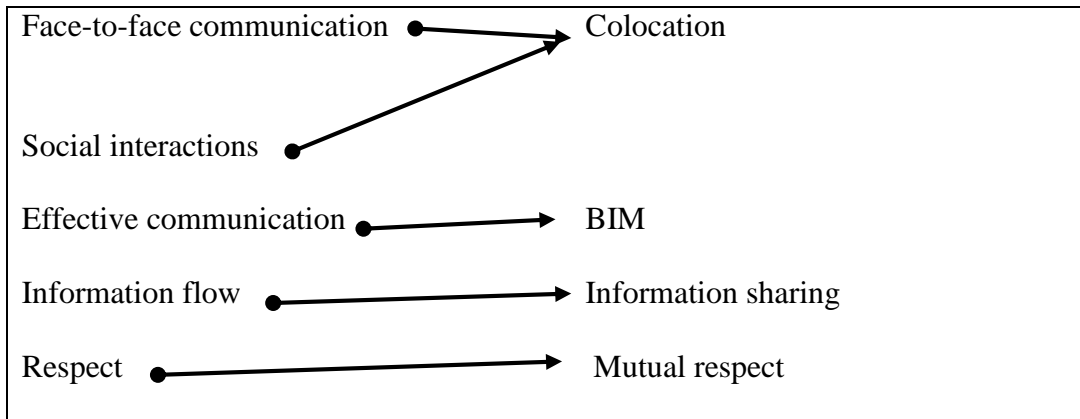 Face-to-face communication Colocation
Social interactions
Effective communication BIM
Information flow Information sharing
Respect Mutual respect